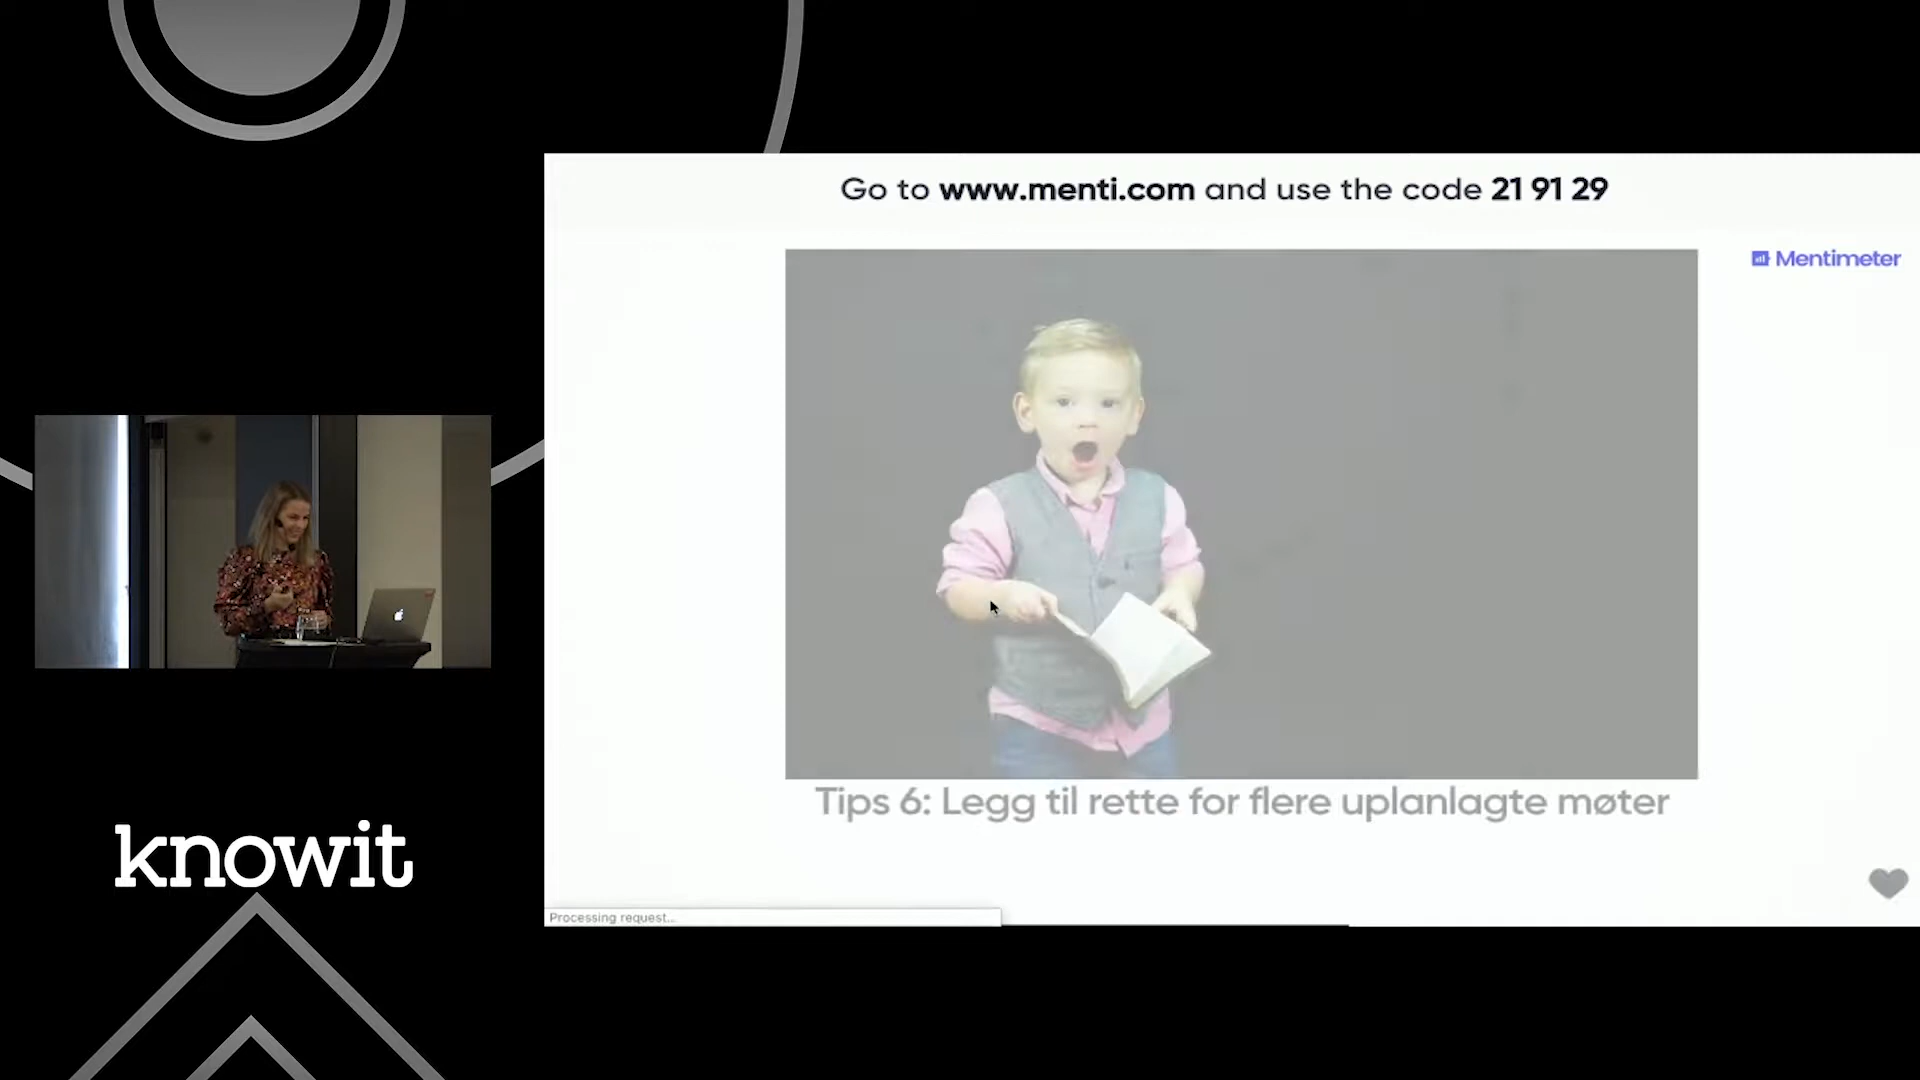 Go to www.menti.com and use the code 21 91 29
Mentimeter
Tips 6: Legg til rette for flere uplanlagte møter
knowit
Processing request...